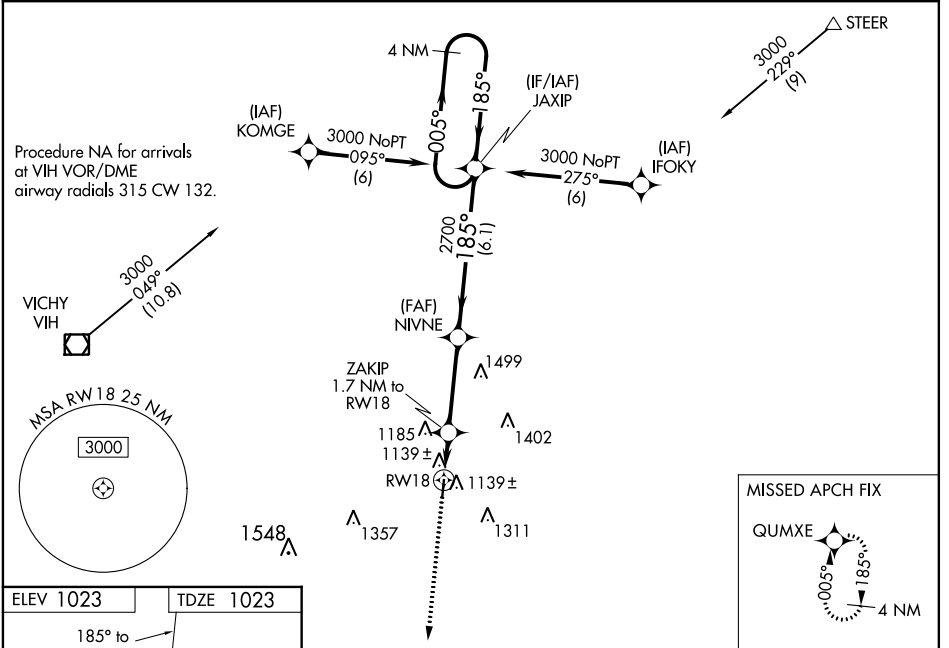 STEER
3000
229°
(9)
4 NM
005°
185°
(IF/IAF)
JAXIP
(IAF)
KOMGE
3000 NoPT
095°
(6)
3000 NoPT
275°
(6)
(IAF)
IFOKY
Procedure NA for arrivals
at VIH VOR/DME
airway radials 315 CW 132.
2700
185°
(6.1)
3000
049°
(10.8)
VICHY
VIH
(FAF)
NIVNE
1499
ZAKIP
1.7 NM to
RW18
1402
1185
1139±
RW18
1139±
MSA RW18 25 NM
3000
1548
1357
1311
MISSED APCH FIX
QUMXE
005°
185°
4 NM
ELEV 1023
TDZE 1023
185° to